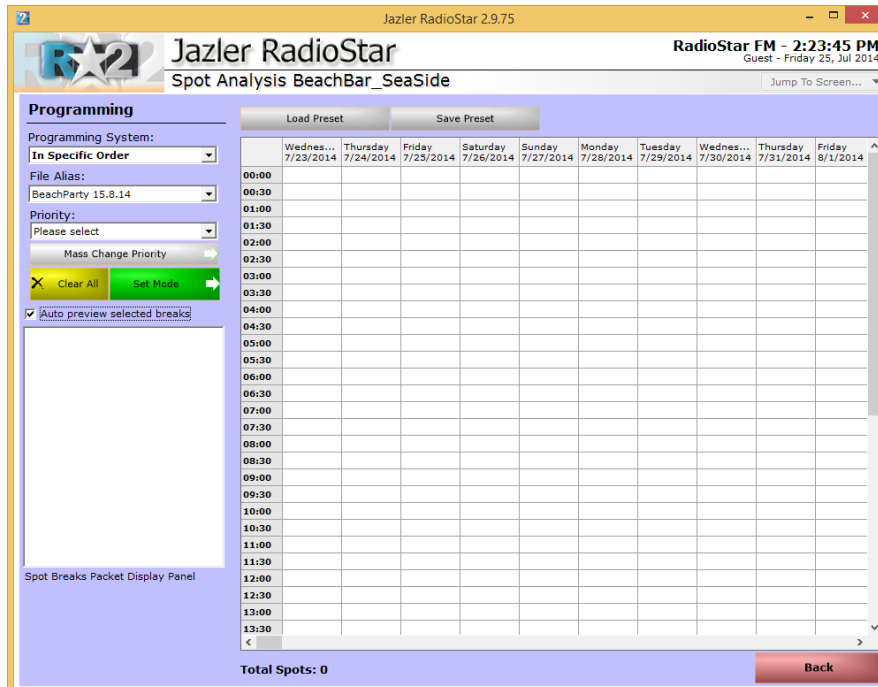 Jazler RadioStar 2.9.75
R 2
Jazler RadioStar
RadioStar FM - 2:23:45 PM
Guest - Friday 25, Jul 2014
Spot Analysis BeachBar_SeaSide
Jump To Screen...
Programming
Load Preset Save Preset
Programming System:
In Specific Order
File Alias:
BeachParty 15.8.14
Priority:
Please select
Mass Change Priority
Clear All Set Mode
Auto preview selected breaks
Spot Breaks Packet Display Panel
Wednes... Thursday Friday Saturday Sunday Monday Tuesday Wednes... Thursday Friday
7/23/2014 7/24/2014 7/25/2014 7/26/2014 7/27/2014 7/28/2014 7/29/2014 7/30/2014 7/31/2014 8/1/2014
00:00
00:30
01:00
01:30
02:00
02:30
03:00
03:30
04:00
04:30
05:00
05:30
06:00
06:30
07:00
07:30
08:00
08:30
09:00
09:30
10:00
10:30
11:00
11:30
12:00
12:30
13:00
13:30
Total Spots: 0
Back